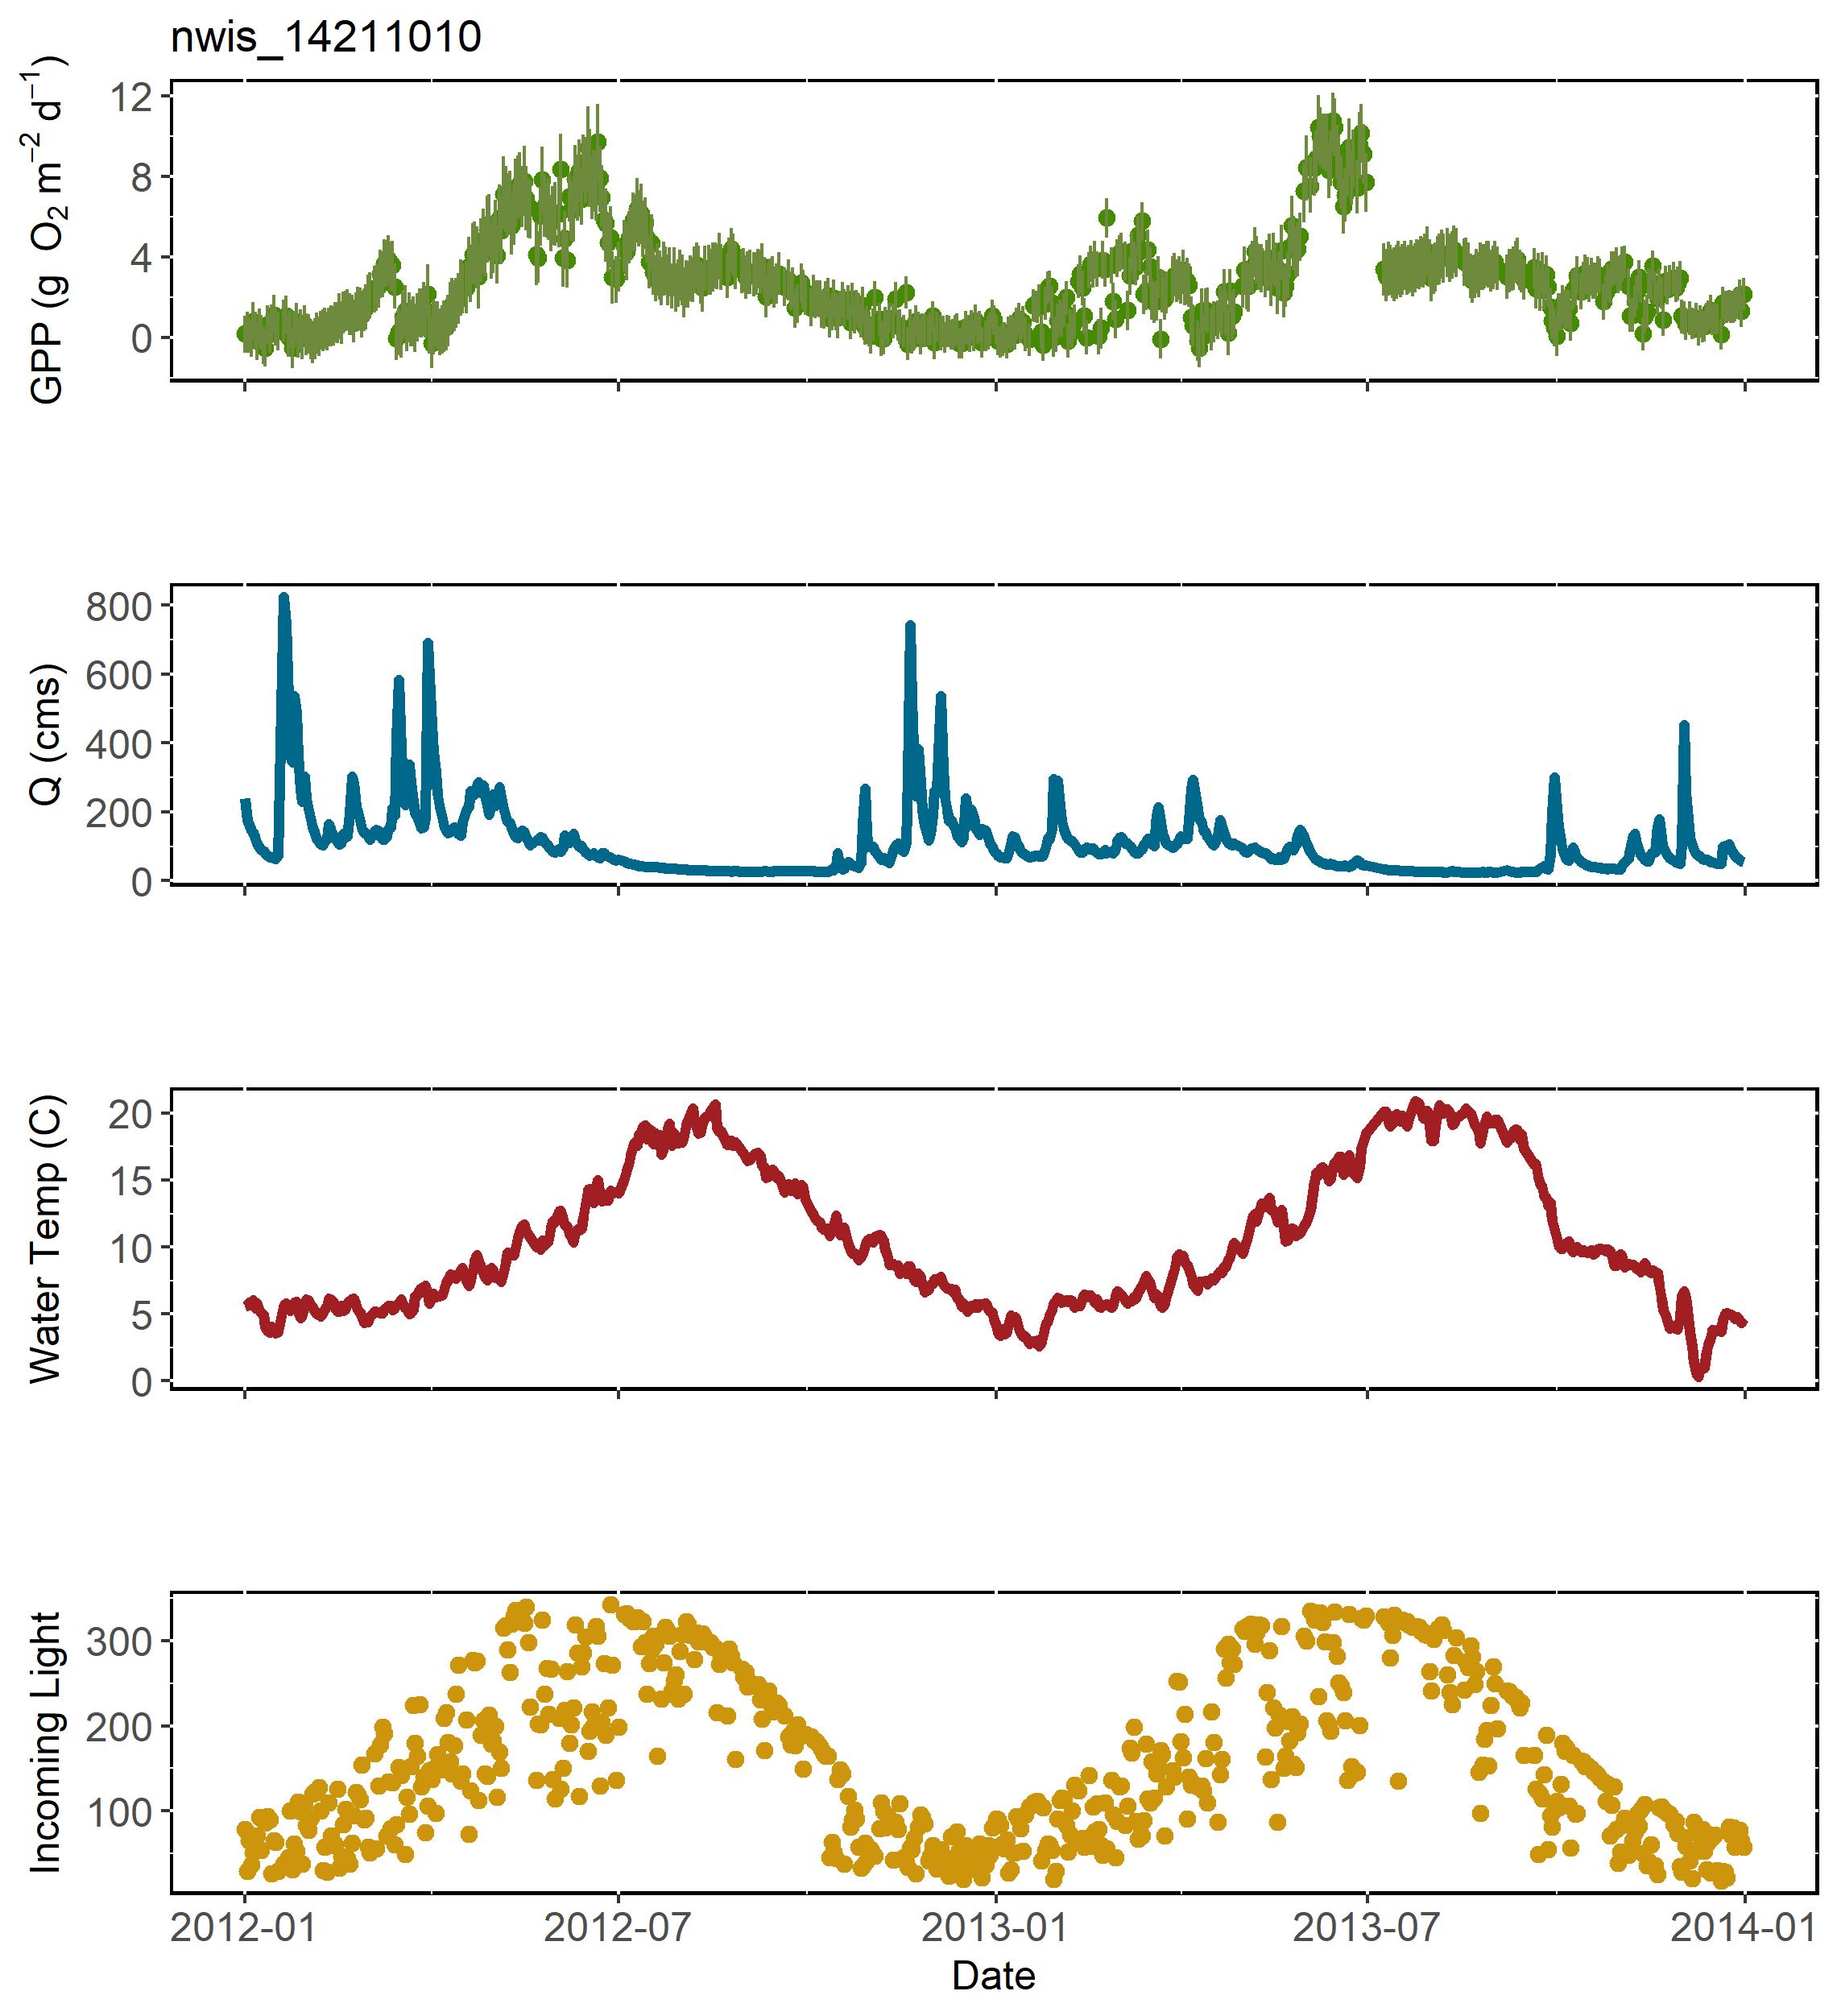 nwis_14211010
GPP (g O₂ m⁻² d⁻¹)
12
8
4
0
Q (cms)
800
600
400
200
0
Water Temp (C)
20
15
10
5
0
Incoming Light
300
200
100
2012-01 2012-07 2013-01 2013-07 2014-01
Date